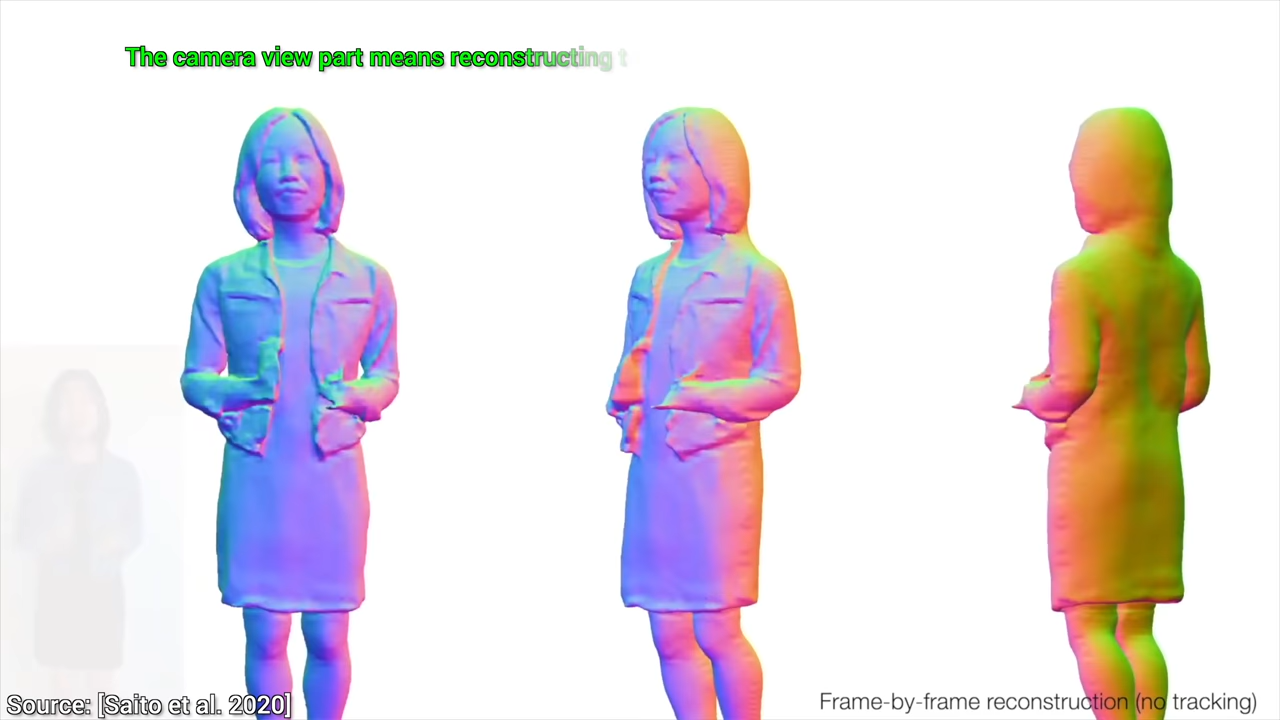 The camera view part means reconstructing t
Source: [Saito et al. 2020]
Frame-by-frame reconstruction (no tracking)